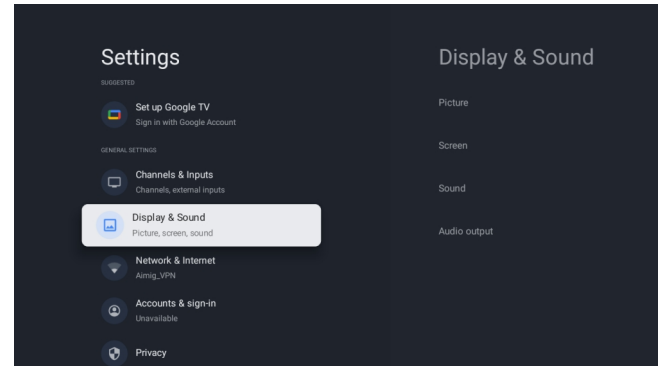 Settings
SUGGESTED
Set up Google TV
Sign in with Google Account
GENERAL SETTINGS
Channels & Inputs
Channels, external inputs
Display & Sound
Picture, screen, sound
Network & Internet
Aimig_VPN
Accounts & sign-in
Unavailable
Privacy
Display & Sound
Picture
Screen
Sound
Audio output